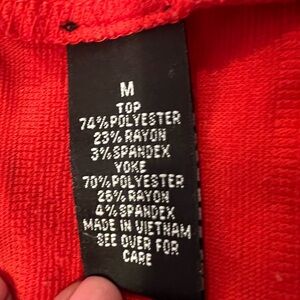 M
TOP
74%POLYESTER
23%RAYON
3%SPANDEX
YOKE
70%POLYESTER
26%RAYON
4%SPANDEX
MADE IN VIETNAM
SEE OVER FOR
CARE